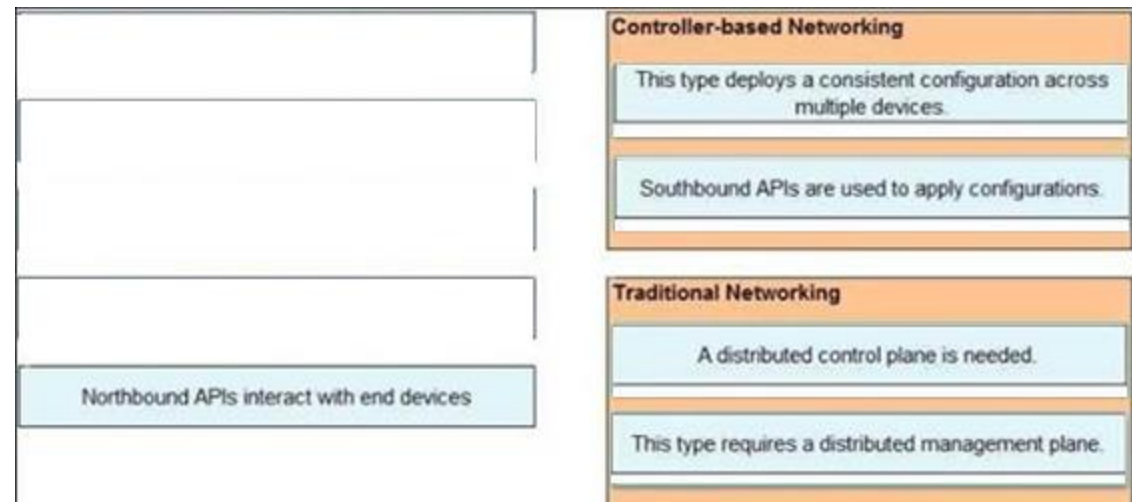 Northbound APIs interact with end devices
Controller-based Networking
This type deploys a consistent configuration across
multiple devices.
Southbound APIs are used to apply configurations.
Traditional Networking
A distributed control plane is needed.
This type requires a distributed management plane.